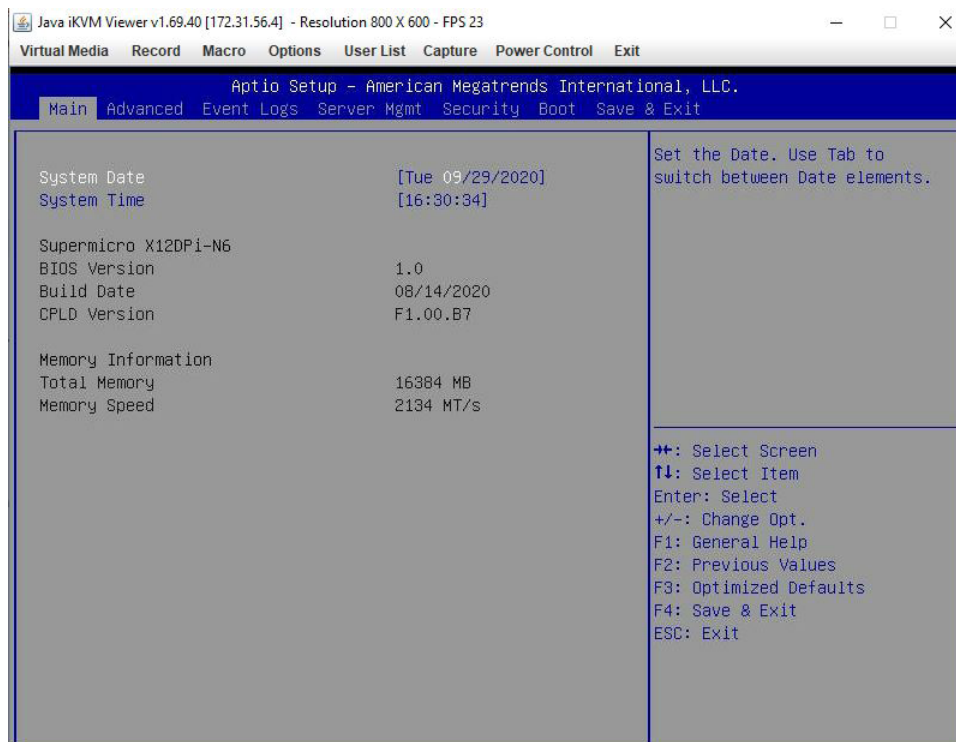 Java iKVM Viewer v1.69.40 [172.31.56.4] - Resolution 800 X 600 - FPS 23
Virtual Media Record Macro Options User List Capture Power Control Exit
Aptio Setup - American Megatrends International, LLC.
Main Advanced Event Logs Server Mgmt Security Boot Save & Exit
System Date [Tue 09/29/2020]
System Time [16:30:34]
Supermicro X12DPi-N6
BIOS Version 1.0
Build Date 08/14/2020
CPLD Version F1.00.B7
Memory Information
Total Memory 16384 MB
Memory Speed 2134 MT/s
Set the Date. Use Tab to
switch between Date elements.
→←: Select Screen
↑↓: Select Item
Enter: Select
+/-: Change Opt.
F1: General Help
F2: Previous Values
F3: Optimized Defaults
F4: Save & Exit
ESC: Exit